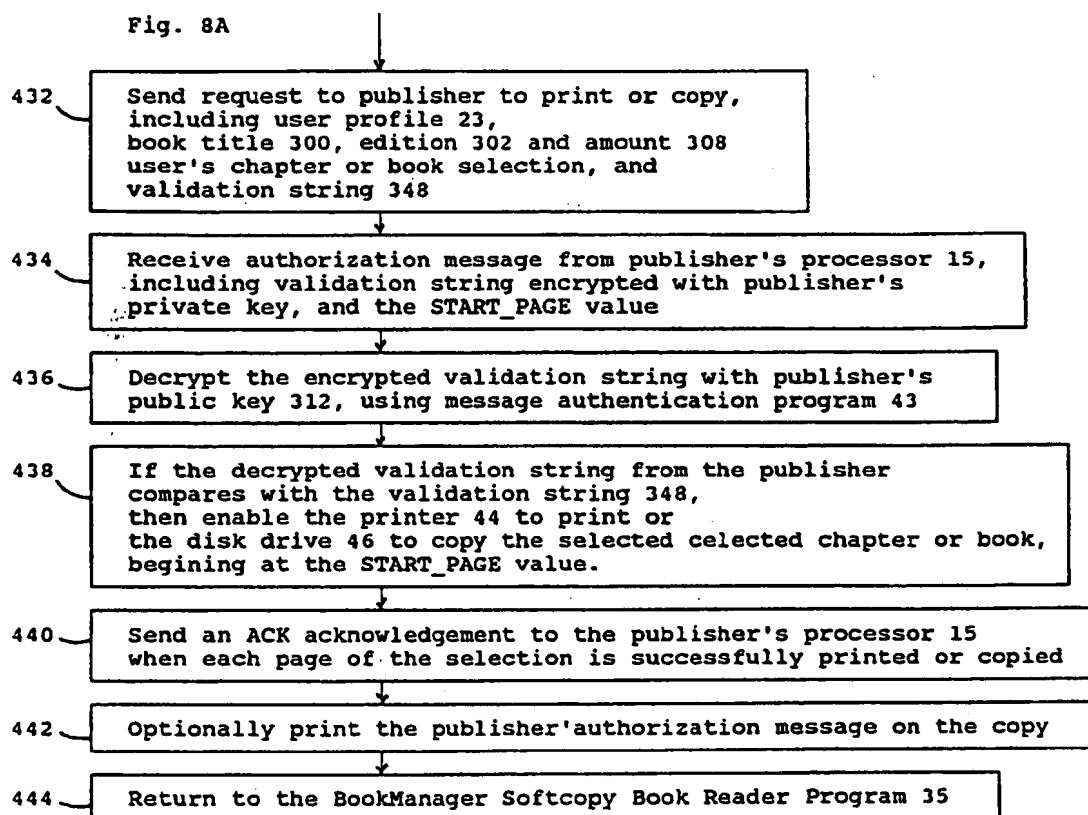 Fig. 8A
432
Send request to publisher to print or copy,
including user profile 23,
book title 300, edition 302 and amount 308
user's chapter or book selection, and
validation string 348
434
Receive authorization message from publisher's processor 15,
including validation string encrypted with publisher's
private key, and the START_PAGE value
436
Decrypt the encrypted validation string with publisher's
public key 312, using message authentication program 43
438
If the decrypted validation string from the publisher
compares with the validation string 348,
then enable the printer 44 to print or
the disk drive 46 to copy the selected celected chapter or book,
begining at the START_PAGE value.
440
Send an ACK acknowledgement to the publisher's processor 15
when each page of the selection is successfully printed or copied
442
Optionally print the publisher'authorization message on the copy
444
Return to the BookManager Softcopy Book Reader Program 35